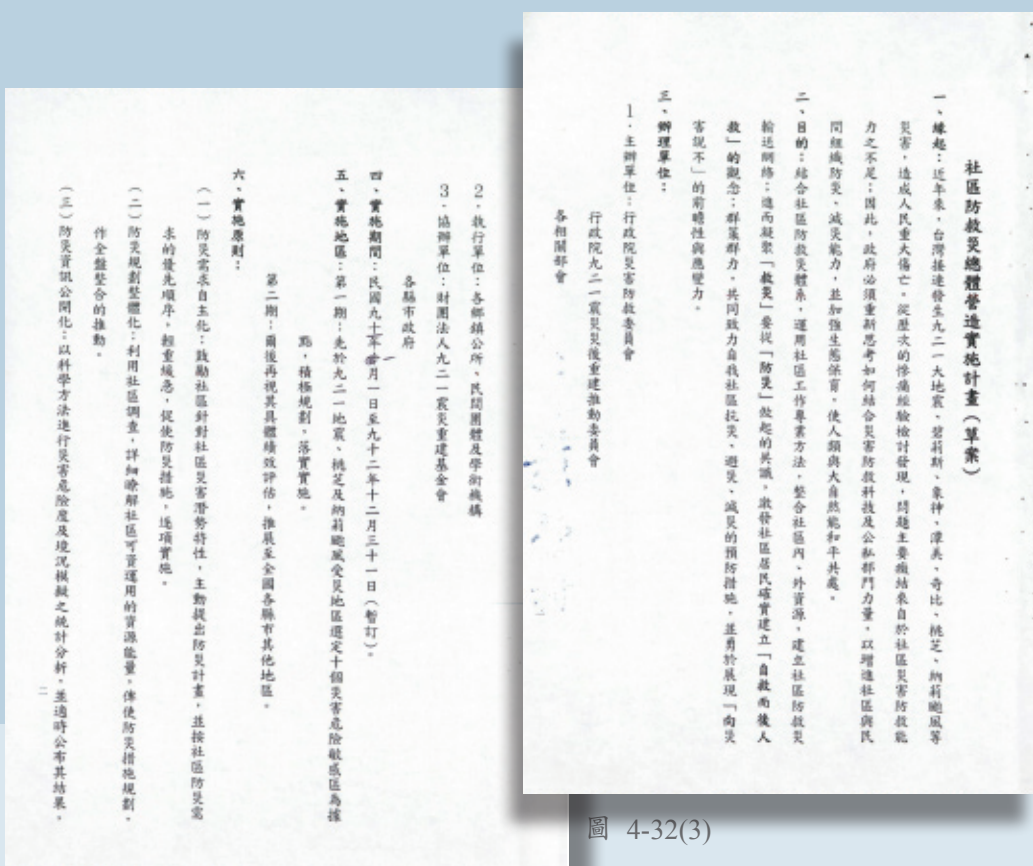 社區防救災總體營造實施計畫(草案)
一、緣起:近年來,台灣接連發生九二一大地震、碧莉斯、象神、潭美、奇比、桃芝、納莉颱風等
災害,造成人民重大傷亡。從歷次的慘痛經驗檢討發現,問題主要癥結來自於社區災害防救能
力之不足;因此,政府必須重新思考如何結合災害防救科技及公私部門力量,以增進社區與民
間組織防災、減災能力,並加強生態保育,使人類與大自然能和平共處。
二、目的:結合社區防救災體系,運用社區工作專業方法,整合社區內、外資源,建立社區防救災
輸送網絡;進而凝聚「救災」要從「防災」做起的共識,激發社區居民確實建立「自救而後人
救」的觀念;群策群力,共同致力自我社區抗災、避災、減災的預防措施,並勇於展現「向災
害說不」的前瞻性與應變力。
三、辦理單位:
1.主辦單位:行政院災害防救委員會
行政院九二一震災災後重建推動委員會
各相關部會
2.執行單位:各鄉鎮公所、民間團體及學術機構
3.協辦單位:財團法人九二一震災重建基金會
各縣市政府
四、實施期間:民國九十一年 月一日至九十二年十二月三十一日(暫訂)。
五、實施地區:第一期:先於九二一地震、桃芝及納莉颱風受災地區選定十個災害危險敏感區為據
點,積極規劃,落實實施。
第二期:爾後再視其具體績效評估,推展至全國各縣市其他地區。
六、實施原則:
(一)防災需求自主化:鼓勵社區針對社區災害潛勢特性,主動提出防災計畫,並按社區防災需
求的優先順序,輕重緩急,促使防災措施,逐項實施。
(二)防災規劃整體化:利用社區調查,詳細瞭解社區可資運用的資源能量,俾使防災措施規劃,
作全盤整合的推動。
(三)防災資訊公開化:以科學方法進行災害危險度及境況模擬之統計分析,並適時公布其結果,
二
圖 4-32(3)